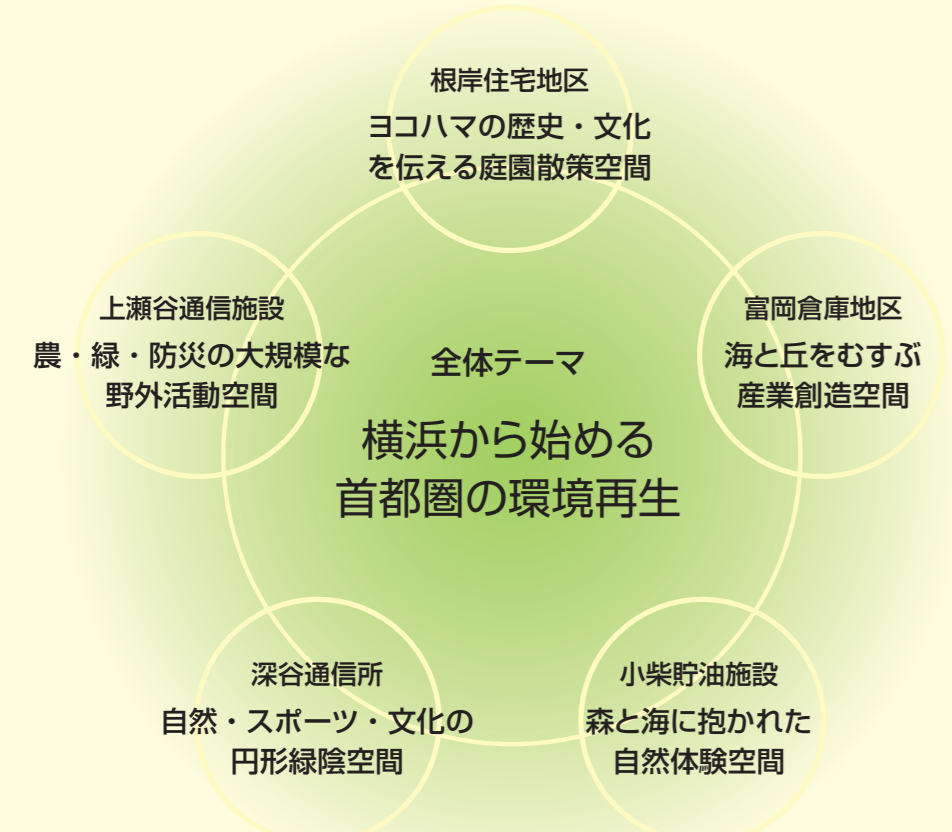 根岸住宅地区
ヨコハマの歴史・文化
を伝える庭園散策空間
上瀬谷通信施設
農・緑・防災の大規模な
野外活動空間
富岡倉庫地区
海と丘をむすぶ
産業創造空間
全体テーマ
横浜から始める
首都圏の環境再生
深谷通信所
自然・スポーツ・文化の
円形緑陰空間
小柴貯油施設
森と海に抱かれた
自然体験空間